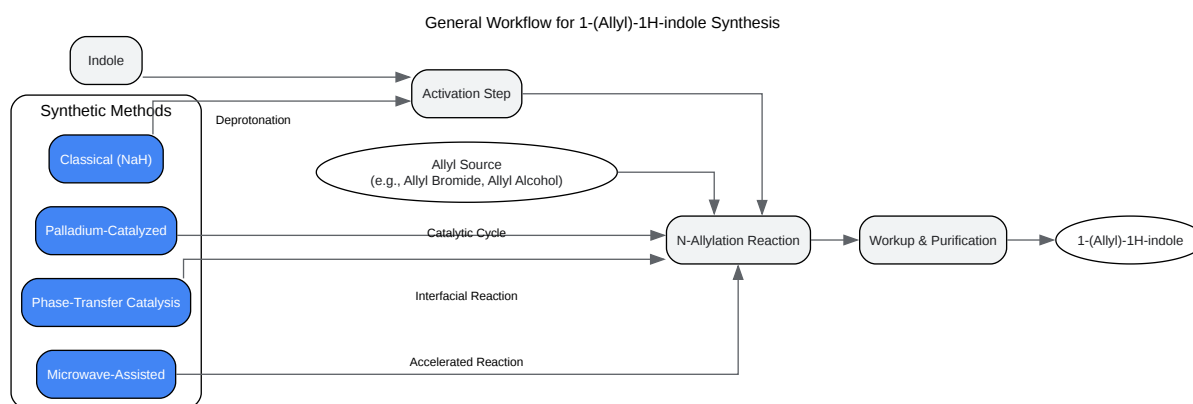 General Workflow for 1-(Allyl)-1H-indole Synthesis
Indole
Activation Step
Synthetic Methods
Deprotonation
Classical (NaH)
Allyl Source
(e.g., Allyl Bromide, Allyl Alcohol)
Palladium-Catalyzed
Catalytic Cycle
N-Allylation Reaction
Workup & Purification
1-(Allyl)-1H-indole
Phase-Transfer Catalysis
Interfacial Reaction
Microwave-Assisted
Accelerated Reaction